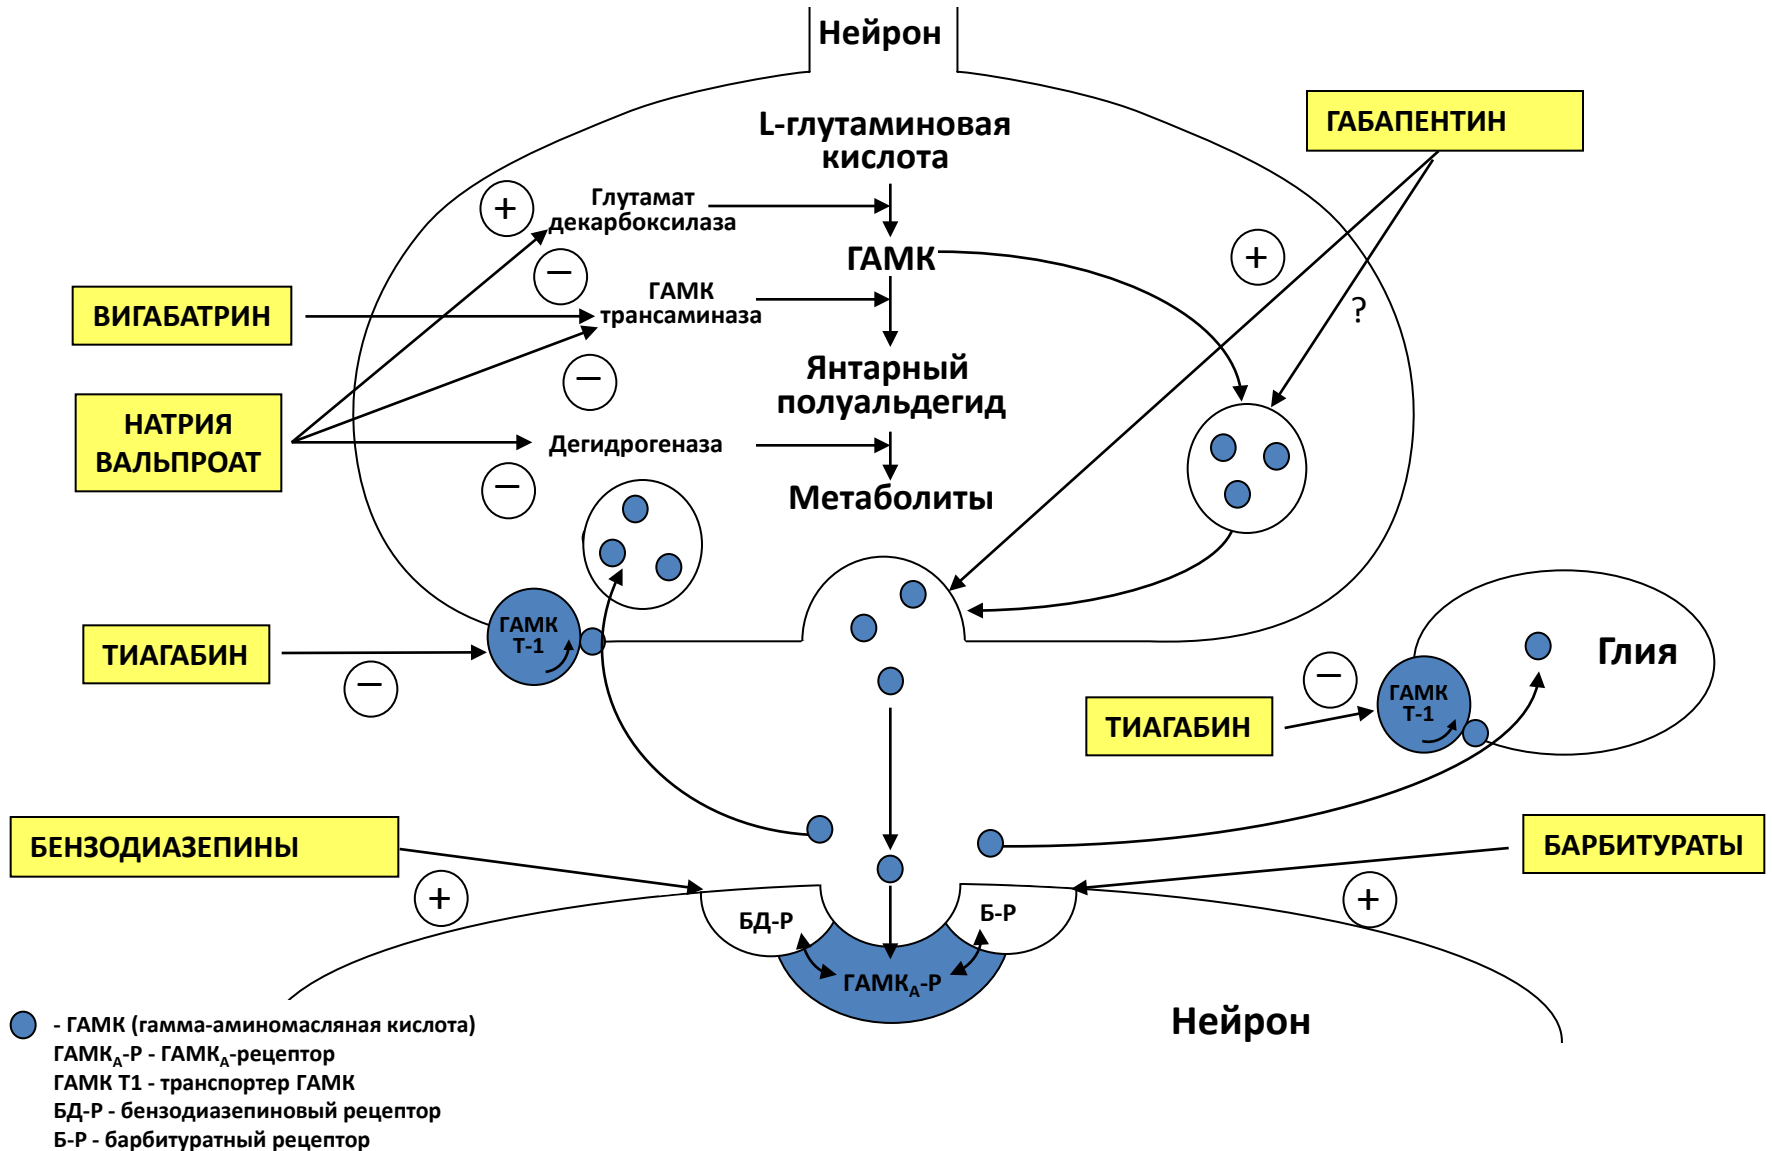 Нейрон
L-глутаминовая
кислота
ГАБАПЕНТИН
Глутамат
декарбоксилаза
+
−
ГАМК
+
ВИГАБАТРИН
ГАМК
трансаминаза
?
−
Янтарный
полуальдегид
НАТРИЯ
ВАЛЬПРОАТ
Дегидрогеназа
−
Метаболиты
ГАМК
Т-1
ТИАГАБИН
−
Глия
−
ГАМК
Т-1
ТИАГАБИН
БЕНЗОДИАЗЕПИНЫ
БАРБИТУРАТЫ
+
+
БД-Р
Б-Р
ГАМКА-Р
Нейрон
- ГАМК (гамма-аминомасляная кислота)
ГАМКА-Р - ГАМКА-рецептор
ГАМК Т1 - транспортер ГАМК
БД-Р - бензодиазепиновый рецептор
Б-Р - барбитуратный рецептор